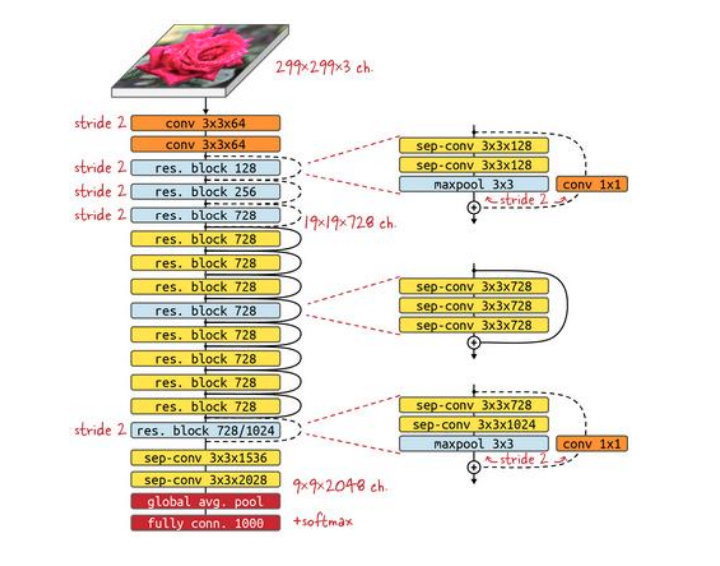 299×299×3 ch.
stride 2 conv 3x3x64
conv 3x3x64
stride 2 res. block 128
stride 2 res. block 256
stride 2 res. block 728
19×19×728 ch.
res. block 728
res. block 728
res. block 728
res. block 728
res. block 728
res. block 728
res. block 728
res. block 728
stride 2 res. block 728/1024
sep-conv 3x3x1536
sep-conv 3x3x2028
9×9×2048 ch.
global avg. pool
fully conn. 1000 +softmax
sep-conv 3x3x128
sep-conv 3x3x128
maxpool 3x3 conv 1x1
stride 2
sep-conv 3x3x728
sep-conv 3x3x728
sep-conv 3x3x728
sep-conv 3x3x728
sep-conv 3x3x1024
maxpool 3x3 conv 1x1
stride 2